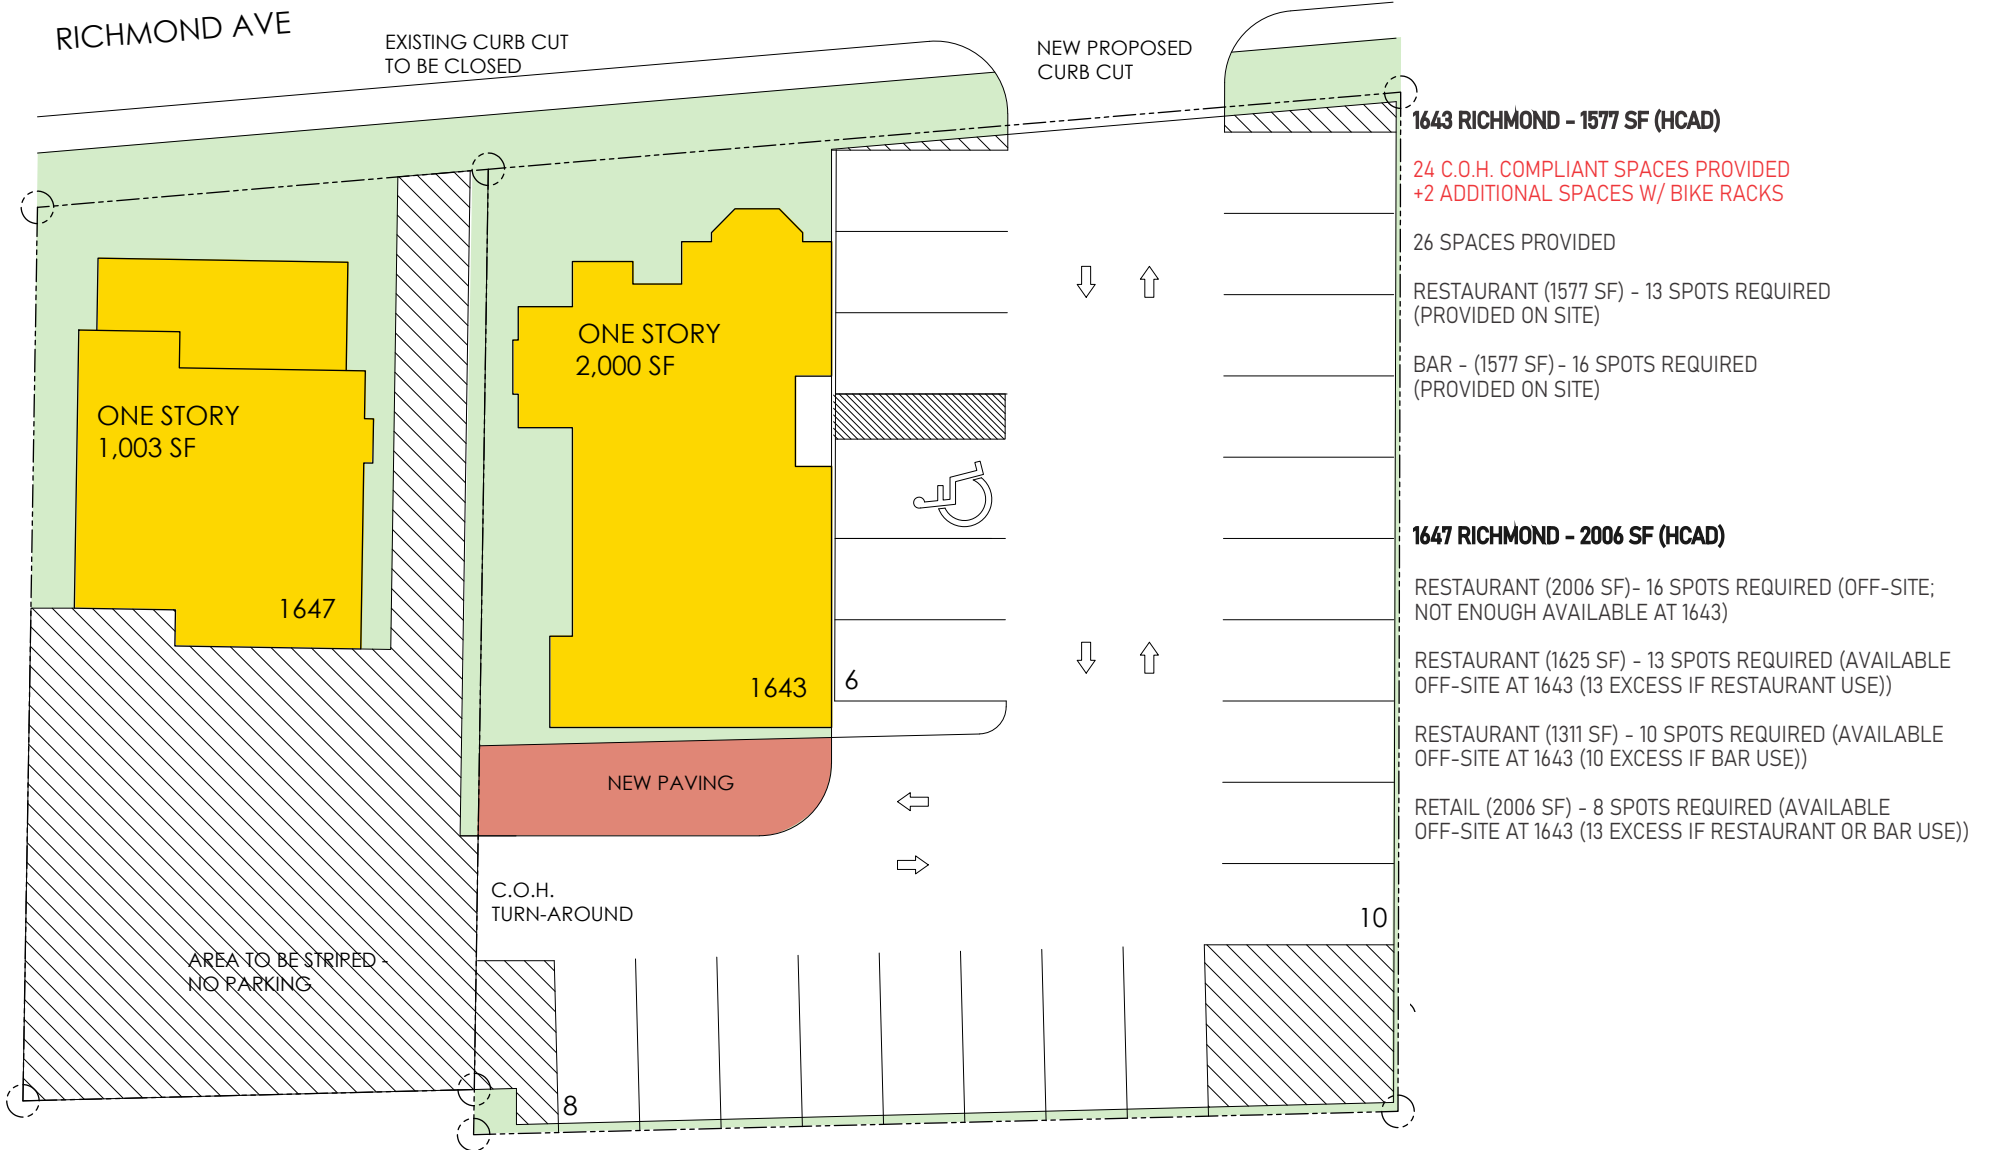 RICHMOND AVE
EXISTING CURB CUT
TO BE CLOSED
NEW PROPOSED
CURB CUT
ONE STORY
1,003 SF
1647
ONE STORY
2,000 SF
1643
6
NEW PAVING
C.O.H.
TURN-AROUND
AREA TO BE STRIPED -
NO PARKING
8
10
1643 RICHMOND - 1577 SF (HCAD)
24 C.O.H. COMPLIANT SPACES PROVIDED
+2 ADDITIONAL SPACES W/ BIKE RACKS
26 SPACES PROVIDED
RESTAURANT (1577 SF) - 13 SPOTS REQUIRED
(PROVIDED ON SITE)
BAR - (1577 SF) - 16 SPOTS REQUIRED
(PROVIDED ON SITE)
1647 RICHMOND - 2006 SF (HCAD)
RESTAURANT (2006 SF)- 16 SPOTS REQUIRED (OFF-SITE;
NOT ENOUGH AVAILABLE AT 1643)
RESTAURANT (1625 SF) - 13 SPOTS REQUIRED (AVAILABLE
OFF-SITE AT 1643 (13 EXCESS IF RESTAURANT USE))
RESTAURANT (1311 SF) - 10 SPOTS REQUIRED (AVAILABLE
OFF-SITE AT 1643 (10 EXCESS IF BAR USE))
RETAIL (2006 SF) - 8 SPOTS REQUIRED (AVAILABLE
OFF-SITE AT 1643 (13 EXCESS IF RESTAURANT OR BAR USE))